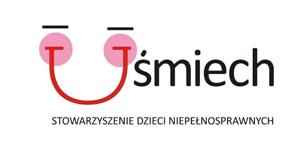 Uśmiech
STOWARZYSZENIE DZIECI NIEPEŁNOSPRAWNYCH